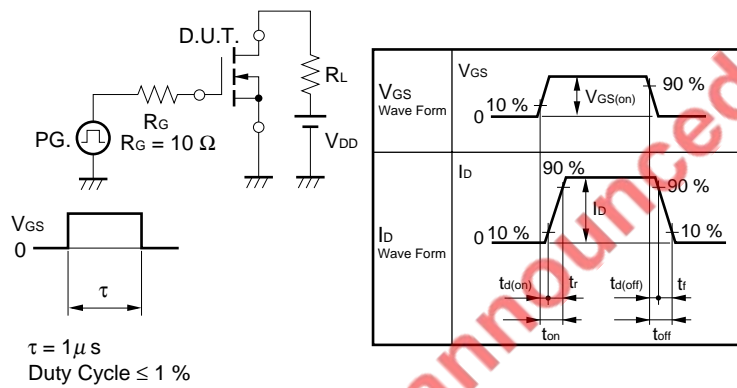 D.U.T.
RL
RG
PG.
RG = 10 Ω
VDD
VGS
0
τ
τ = 1μ s
Duty Cycle ≤ 1 %
VGS
Wave Form
VGS
10 %
0
VGS(on)
90 %
ID
Wave Form
ID
90 %
0
10 %
ID
90 %
10 %
td(on)
tr
td(off)
tf
ton
toff
announced